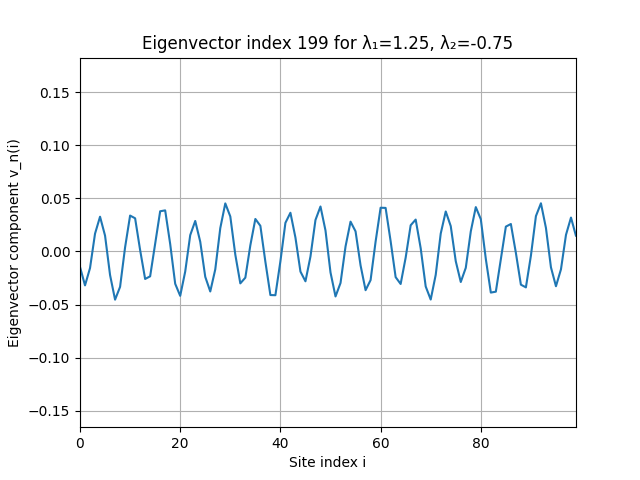 Eigenvector index 199 for λ₁=1.25, λ₂=-0.75
Eigenvector component v_n(i)
0.15
0.10
0.05
0.00
−0.05
−0.10
−0.15
0 20 40 60 80
Site index i